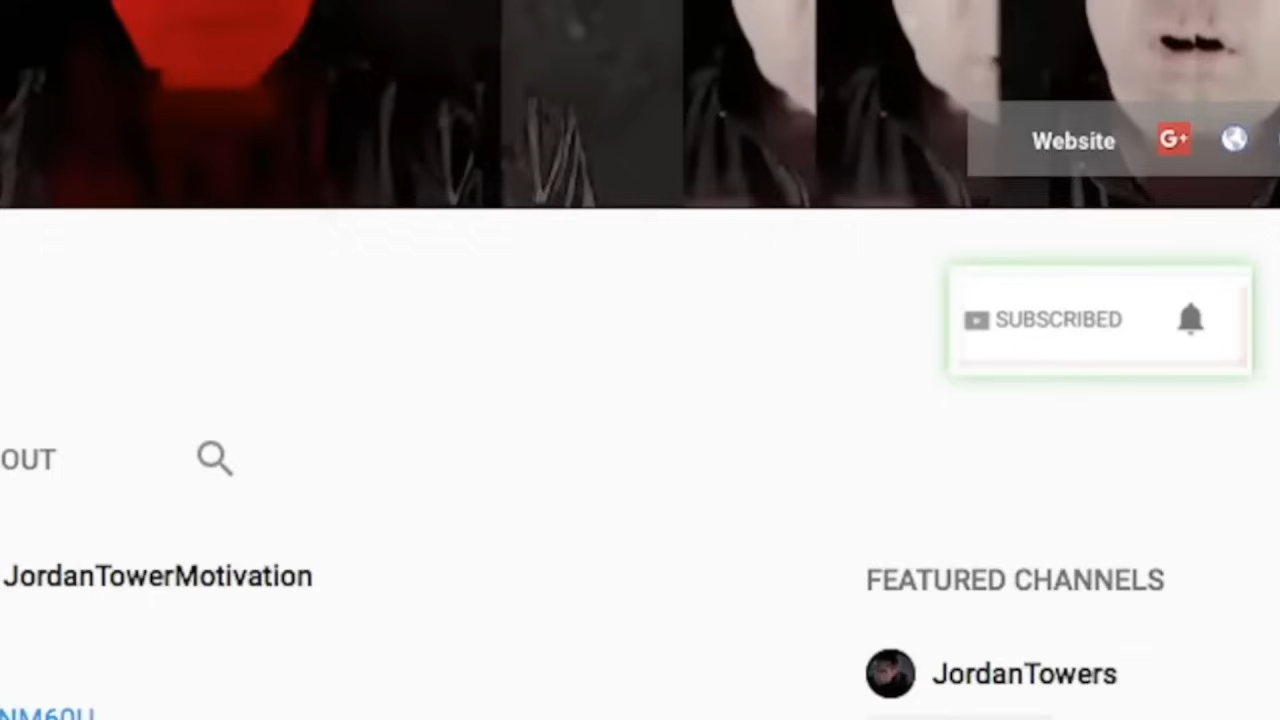 Website G+
SUBSCRIBED
OUT
JordanTowerMotivation
FEATURED CHANNELS
JordanTowers